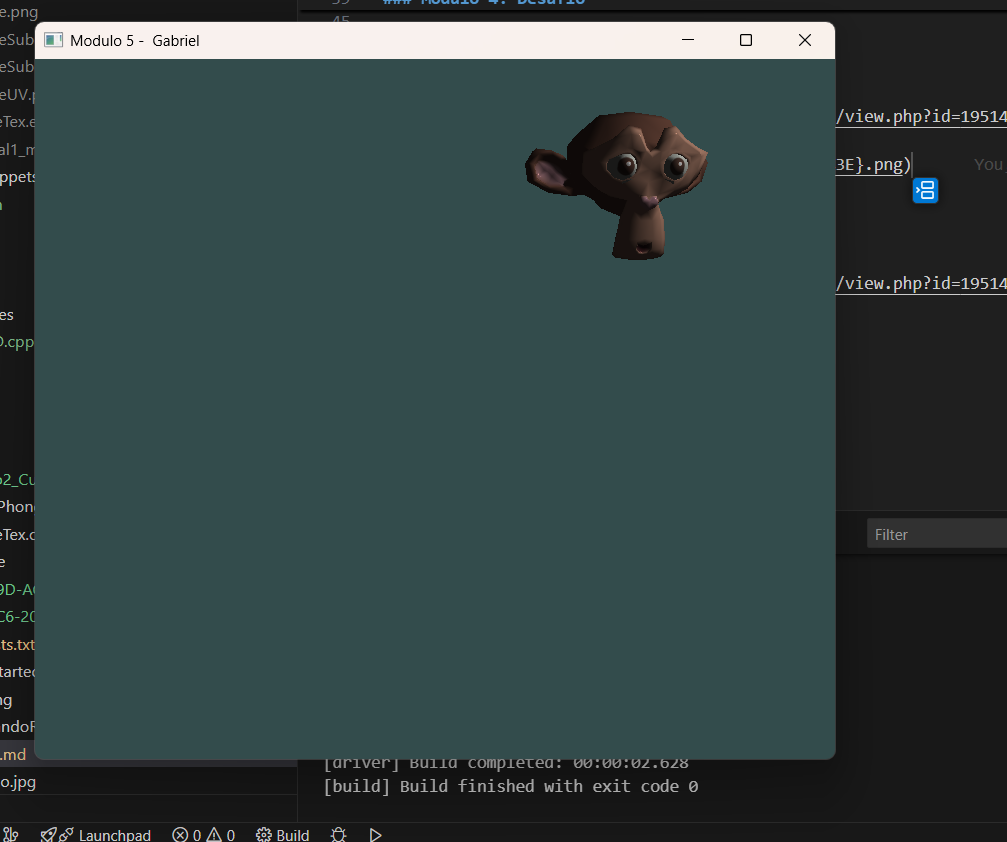 e.png
39 ### Módulo 4: Desafio
45
eSub
Modulo 5 - Gabriel
eSub
eUV.
eTex.e
/view.php?id=19514
3E}.png) You
ppets
/view.php?id=19514
es
D.cpp
o2_Cu
Phon
eTex.c
Filter
e
9D-A
C6-20
ts.txt
tarted
ng
ndoR
.md
[driver] Build completed: 00:00:02.628
o.jpg
[build] Build finished with exit code 0
Launchpad 0 0 Build